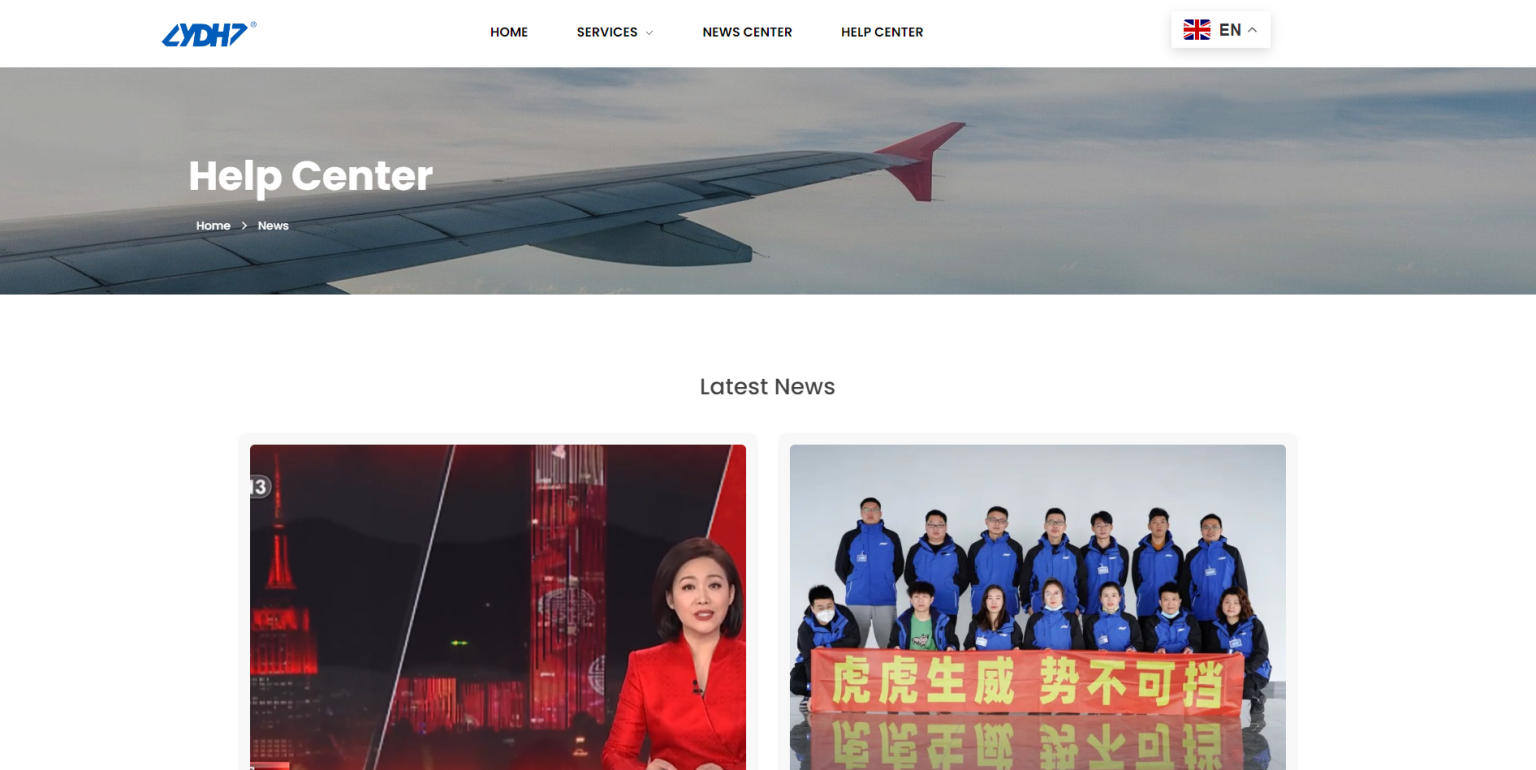 LYDH7®
HOME
SERVICES
NEWS CENTER
HELP CENTER
EN
Help Center
Home
News
Latest News
13
虎虎生威 势不可挡